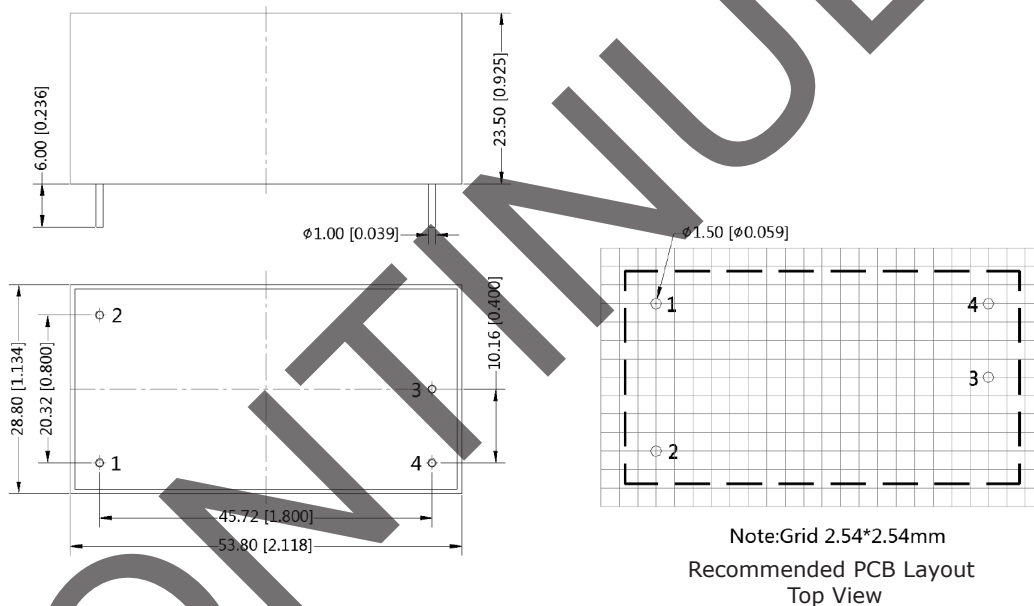 6.00 [0.236]
23.50 [0.925]
ϕ1.00 [0.039]
2
3
1
4
28.80 [1.134]
20.32 [0.800]
10.16 [0.400]
45.72 [1.800]
53.80 [2.118]
ϕ1.50 [ϕ0.059]
1
4
3
2
Note:Grid 2.54*2.54mm
Recommended PCB Layout
Top View
ONTINUE